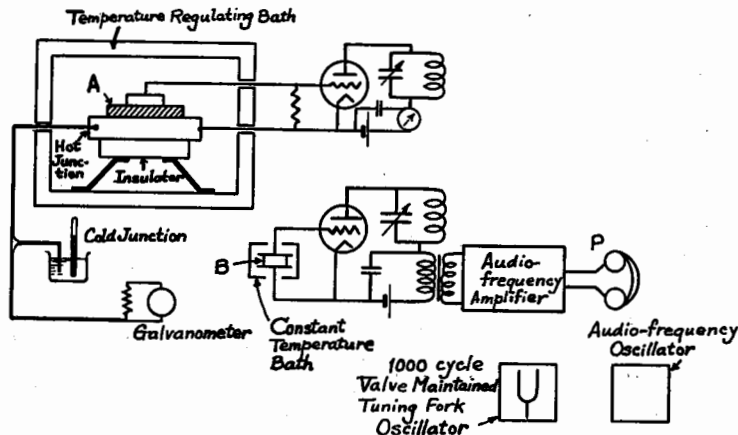 Temperature Regulating Bath
A
Hot
Junc-
tion
Insulator
Cold Junction
Galvanometer
B
Constant
Temperature
Bath
Audio-
frequency
Amplifier
P
Audio-frequency
Oscillator
1000 cycle
Valve Maintained
Tuning Fork
Oscillator